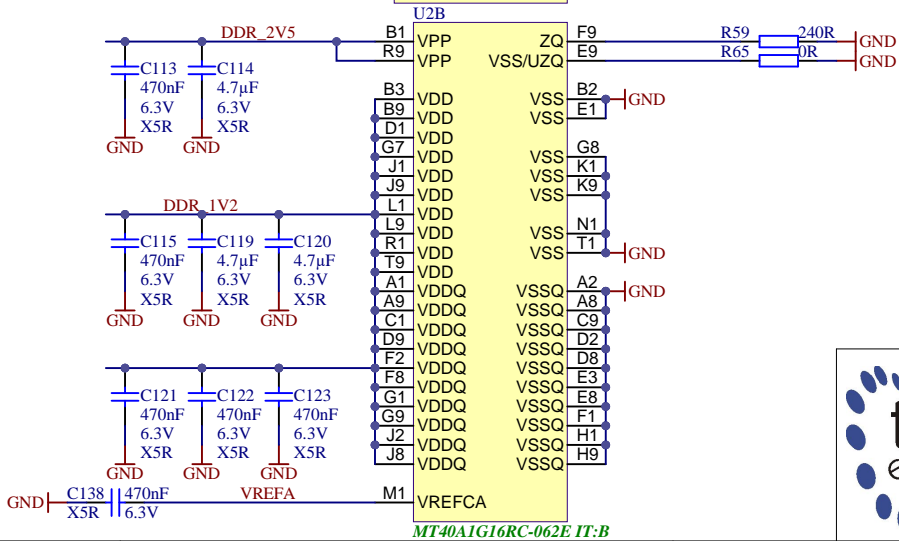 U2B
DDR_2V5
B1 VPP ZQ F9 R59 240R GND
R9 VPP VSS/UZQ E9 R65 0R GND
C113 470nF 6.3V X5R GND
C114 4.7µF 6.3V X5R GND
B3 VDD VSS B2 GND
B9 VDD VSS E1
D1 VDD
G7 VDD VSS G8
J1 VDD VSS K1
J9 VDD VSS K9
DDR_1V2
L1 VDD
L9 VDD VSS N1
R1 VDD VSS T1 GND
T9 VDD
C115 470nF 6.3V X5R GND
C119 4.7µF 6.3V X5R GND
C120 4.7µF 6.3V X5R GND
A1 VDDQ VSSQ A2 GND
A9 VDDQ VSSQ A8
C1 VDDQ VSSQ C9
D9 VDDQ VSSQ D2
F2 VDDQ VSSQ D8
F8 VDDQ VSSQ E3
G1 VDDQ VSSQ E8
G9 VDDQ VSSQ F1
J2 VDDQ VSSQ H1
J8 VDDQ VSSQ H9
C121 470nF 6.3V X5R GND
C122 470nF 6.3V X5R GND
C123 470nF 6.3V X5R GND
GND C138 470nF X5R 6.3V VREFA M1 VREFCA
MT40A1G16RC-062E IT:B